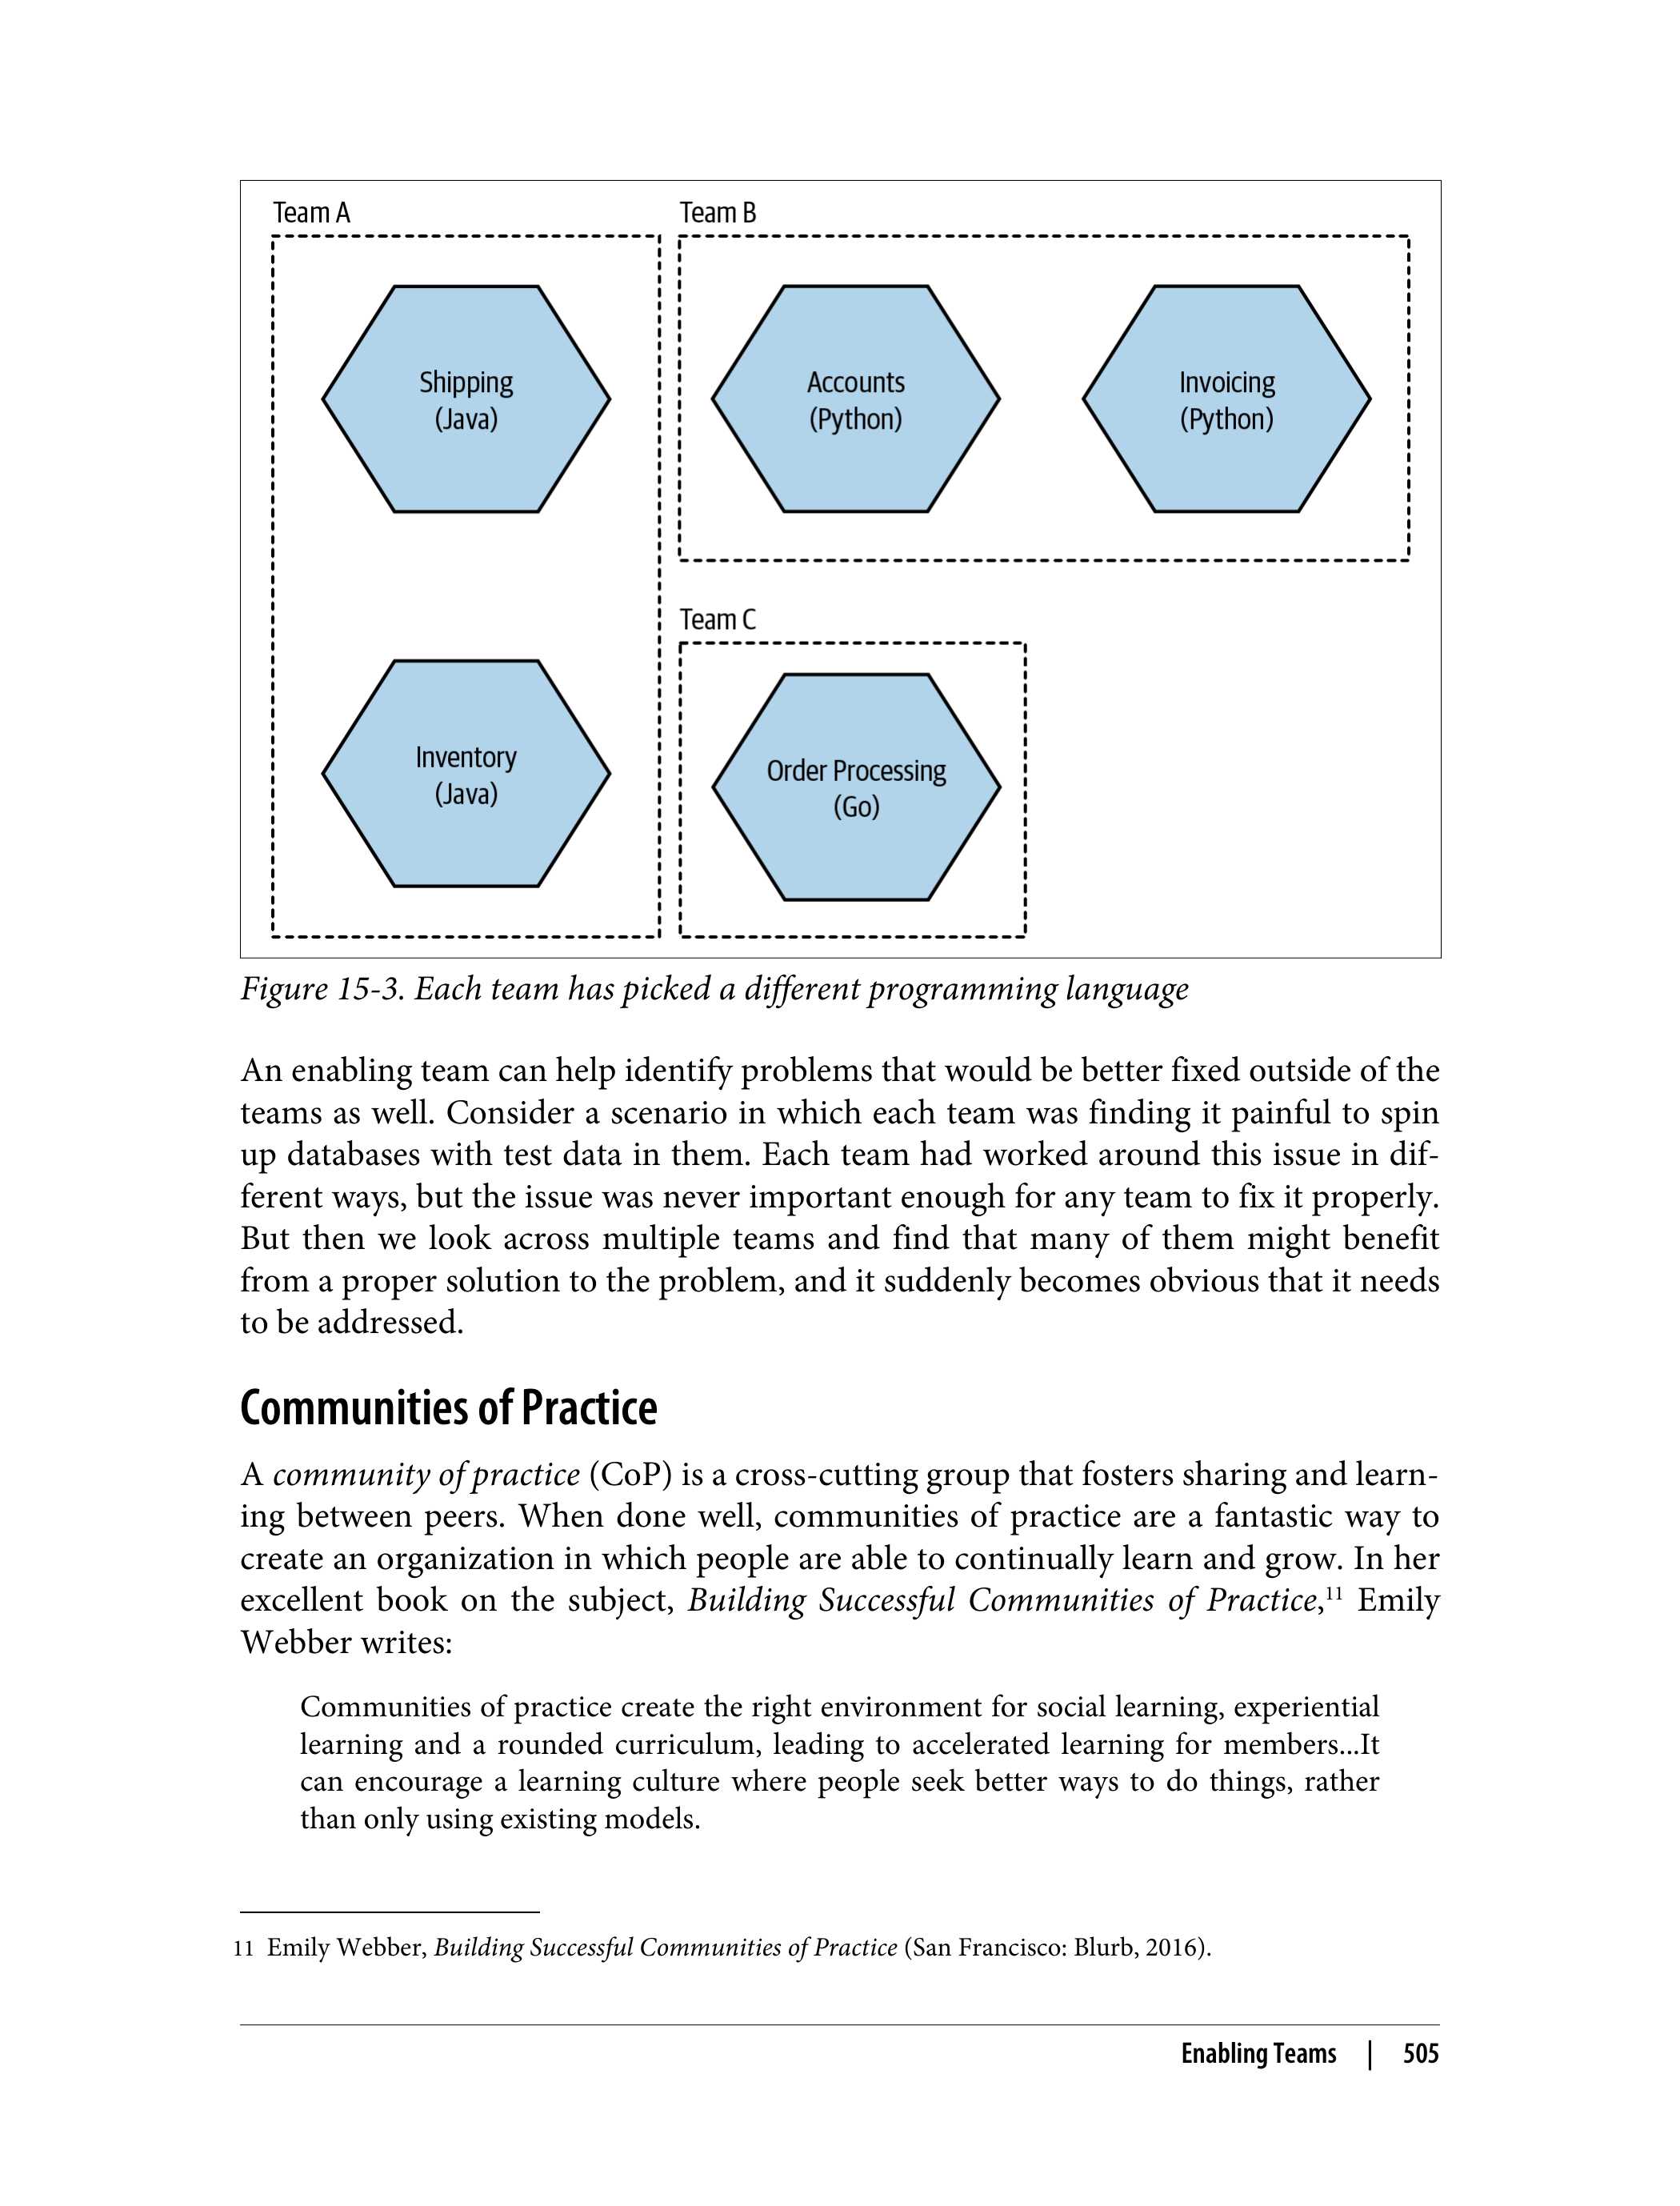 Team A
Team B
Shipping
(Java)
Accounts
(Python)
Invoicing
(Python)
Team C
Inventory
(Java)
Order Processing
(Go)
Figure 15-3. Each team has picked a different programming language
An enabling team can help identify problems that would be better fixed outside of the
teams as well. Consider a scenario in which each team was finding it painful to spin
up databases with test data in them. Each team had worked around this issue in dif-
ferent ways, but the issue was never important enough for any team to fix it properly.
But then we look across multiple teams and find that many of them might benefit
from a proper solution to the problem, and it suddenly becomes obvious that it needs
to be addressed.
Communities of Practice
A community of practice (CoP) is a cross-cutting group that fosters sharing and learn-
ing between peers. When done well, communities of practice are a fantastic way to
create an organization in which people are able to continually learn and grow. In her
excellent book on the subject, Building Successful Communities of Practice,11 Emily
Webber writes:
Communities of practice create the right environment for social learning, experiential
learning and a rounded curriculum, leading to accelerated learning for members...It
can encourage a learning culture where people seek better ways to do things, rather
than only using existing models.
11 Emily Webber, Building Successful Communities of Practice (San Francisco: Blurb, 2016).
Enabling Teams | 505